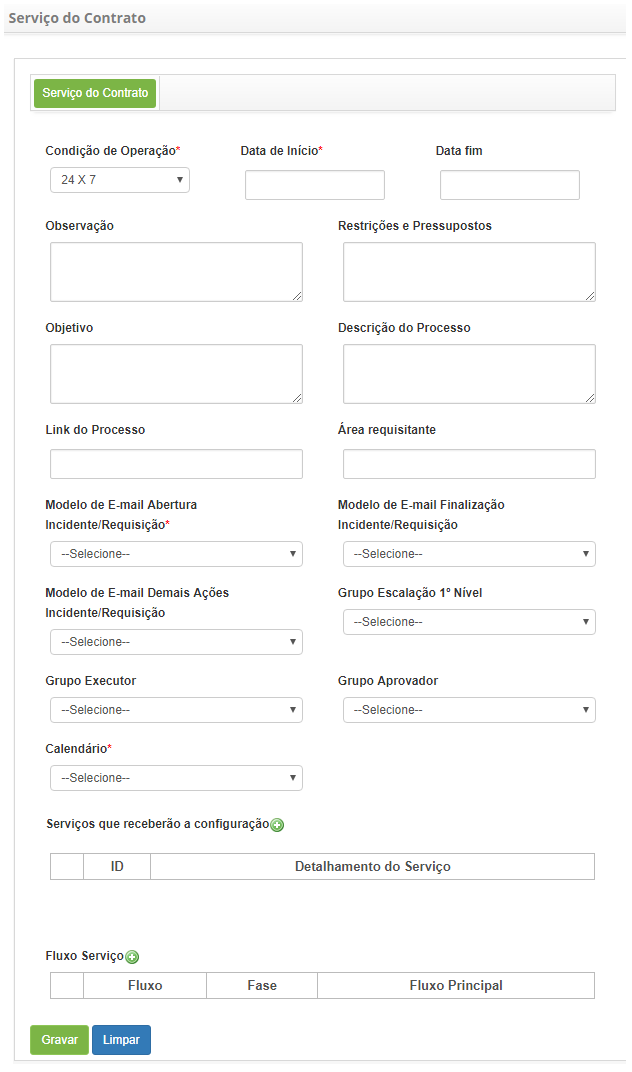 Serviço do Contrato
Serviço do Contrato
Condição de Operação* Data de Início* Data fim
24 X 7
Observação Restrições e Pressupostos
Objetivo Descrição do Processo
Link do Processo Área requisitante
Modelo de E-mail Abertura Modelo de E-mail Finalização
Incidente/Requisição* Incidente/Requisição
--Selecione-- --Selecione--
Modelo de E-mail Demais Ações Grupo Escalação 1º Nível
Incidente/Requisição
--Selecione--
--Selecione--
Grupo Executor Grupo Aprovador
--Selecione-- --Selecione--
Calendário*
--Selecione--
Serviços que receberão a configuração
ID Detalhamento do Serviço
Fluxo Serviço
Fluxo Fase Fluxo Principal
Gravar Limpar